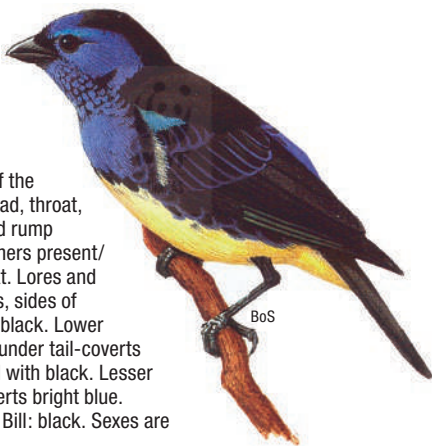 f the
ad, throat,
d rump
ners present/
t. Lores and
s, sides of
black. Lower
under tail-coverts
with black. Lesser
erts bright blue.
Bill: black. Sexes are
BoS